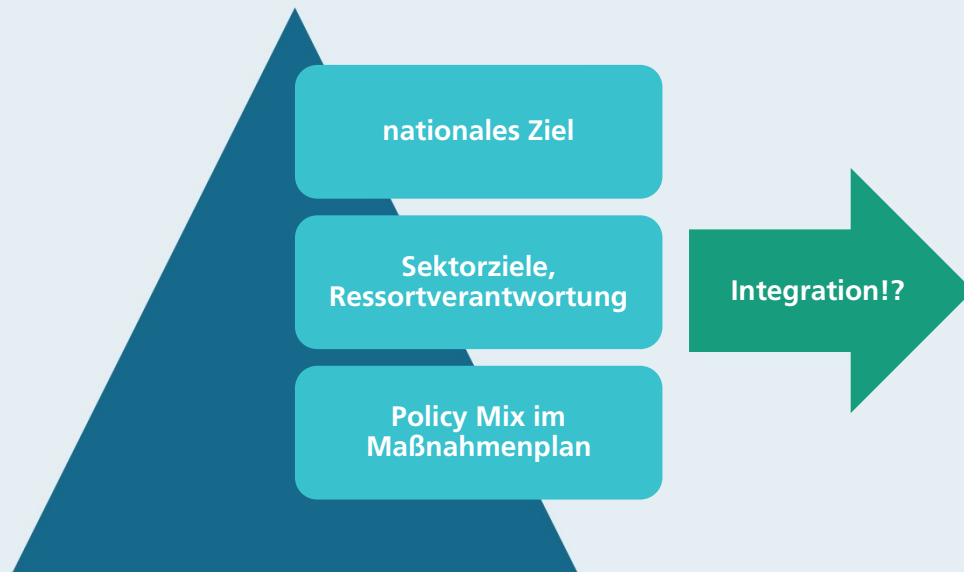 nationales Ziel
Sektorziele,
Ressortverantwortung
Integration!?
Policy Mix im
Maßnahmenplan